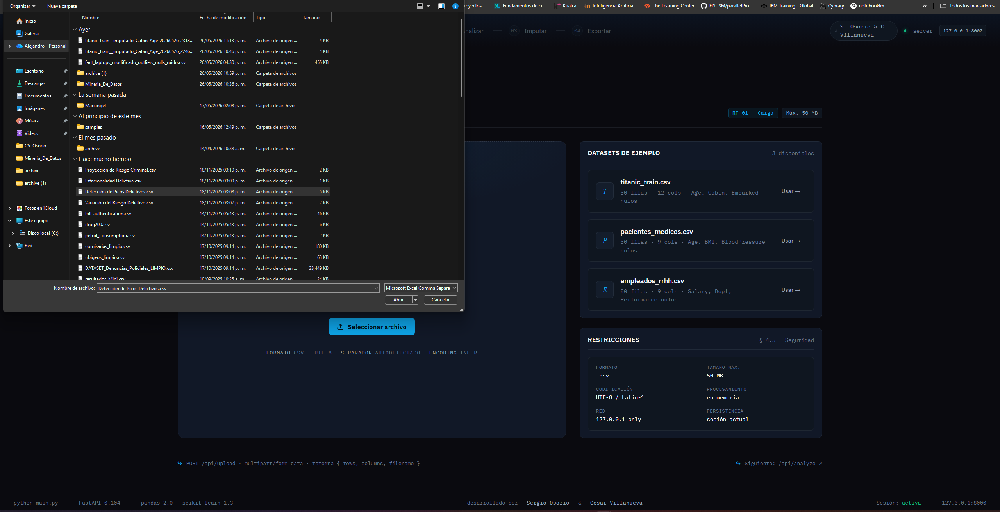 Organizar
Nueva carpeta
Inicio
Galería
Alejandro - Personal
Escritorio
Descargas
Documentos
Imágenes
Música
Videos
CV-Osorio
Mineria_De_Datos
archive
archive (1)
Fotos en iCloud
Este equipo
Disco local (C:)
Red
Nombre Fecha de modificación Tipo Tamaño
Ayer
titanic_train__imputado_Cabin_Age_20260526_2313... 26/05/2026 11:13 p. m. Archivo de origen ... 4 KB
titanic_train__imputado_Cabin_Age_20260526_2246... 26/05/2026 10:46 p. m. Archivo de origen ... 4 KB
fact_laptops_modificado_outliers_nulls_ruido.csv 26/05/2026 04:30 p. m. Archivo de origen ... 455 KB
archive (1) 26/05/2026 10:59 p. m. Carpeta de archivos
Mineria_De_Datos 26/05/2026 10:36 p. m. Carpeta de archivos
La semana pasada
Mariangel 17/05/2026 02:08 p. m. Carpeta de archivos
Al principio de este mes
samples 16/05/2026 12:49 p. m. Carpeta de archivos
El mes pasado
archive 14/04/2026 10:38 a. m. Carpeta de archivos
Hace mucho tiempo
Proyección de Riesgo Criminal.csv 18/11/2025 03:10 p. m. Archivo de origen ... 2 KB
Estacionalidad Delictiva.csv 18/11/2025 03:09 p. m. Archivo de origen ... 1 KB
Detección de Picos Delictivos.csv 18/11/2025 03:08 p. m. Archivo de origen ... 5 KB
Variación del Riesgo Delictivo.csv 18/11/2025 03:07 p. m. Archivo de origen ... 2 KB
bill_authentication.csv 14/11/2025 05:43 p. m. Archivo de origen ... 46 KB
drug200.csv 14/11/2025 05:43 p. m. Archivo de origen ... 6 KB
petrol_consumption.csv 14/11/2025 05:43 p. m. Archivo de origen ... 2 KB
comisarias_limpio.csv 17/10/2025 09:14 p. m. Archivo de origen ... 180 KB
ubigeos_limpio.csv 17/10/2025 09:14 p. m. Archivo de origen ... 63 KB
DATASET_Denuncias_Policiales_LIMPIO.csv 17/10/2025 09:14 p. m. Archivo de origen ... 23,449 KB
resultados_Mini.csv 10/09/2025 10:25 a. m. Archivo de origen ... 24 KB
Nombre de archivo: Detección de Picos Delictivos.csv Microsoft Excel Comma Separa
Abrir Cancelar
royectos... Fundamentos de ci... Kuali.ai Inteligencia Artificial... The Learning Center FISI-SM/parallelPro... IBM Training - Global Cybrary notebooklm » Todos los marcadores
nalizar 03 Imputar 04 Exportar
S. Osorio & C.
Villanueva
server 127.0.0.1:8000
RF-01 · Carga Máx. 50 MB
Seleccionar archivo
FORMATO CSV · UTF-8 SEPARADOR AUTODETECTADO ENCODING INFER
DATASETS DE EJEMPLO 3 disponibles
T
titanic_train.csv
50 filas · 12 cols · Age, Cabin, Embarked
nulos
Usar →
P
pacientes_medicos.csv
50 filas · 9 cols · Age, BMI, BloodPressure
nulos
Usar →
E
empleados_rrhh.csv
50 filas · 9 cols · Salary, Dept,
Performance nulos
Usar →
RESTRICCIONES § 4.5 — Seguridad
FORMATO TAMAÑO MÁX.
.csv 50 MB
CODIFICACIÓN PROCESAMIENTO
UTF-8 / Latin-1 en memoria
RED PERSISTENCIA
127.0.0.1 only sesión actual
↪ POST /api/upload · multipart/form-data · retorna { rows, columns, filename }
↪ Siguiente: /api/analyze ↗
python main.py · FastAPI 0.104 · pandas 2.0 · scikit-learn 1.3
desarrollado por Sergio Osorio & Cesar Villanueva
Sesión: activa · 127.0.0.1:8000